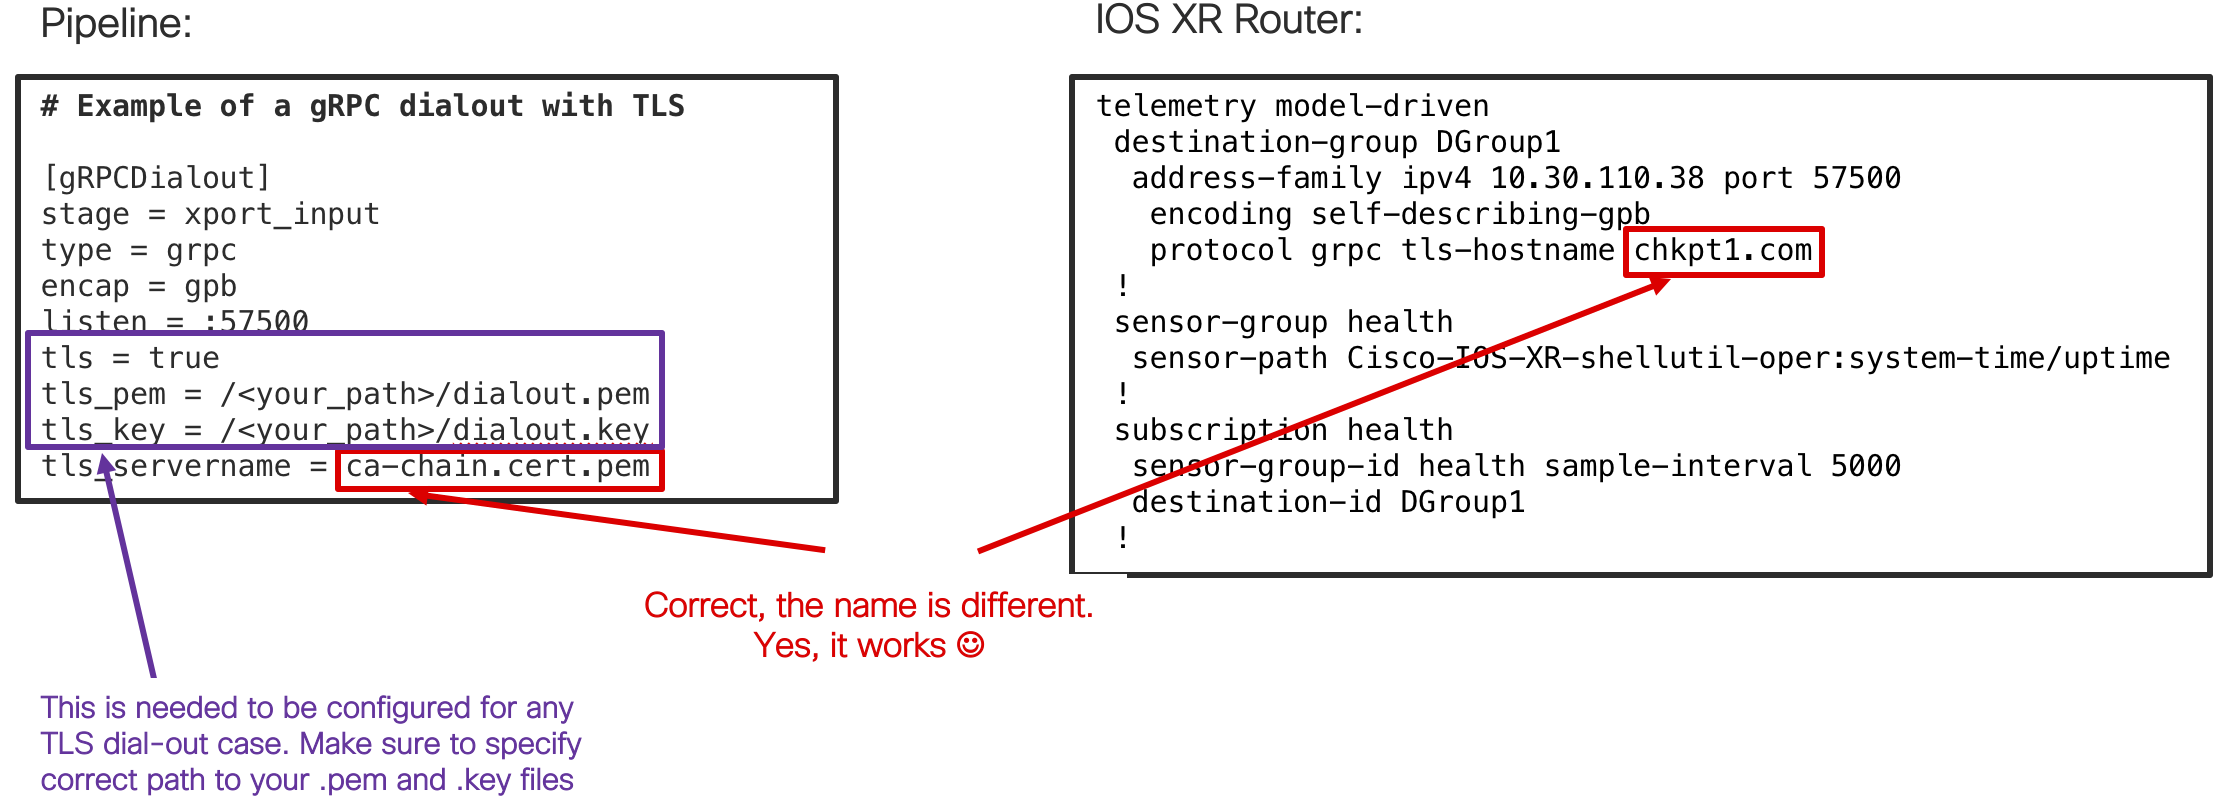 Pipeline:
# Example of a gRPC dialout with TLS
[gRPCDialout]
stage = xport_input
type = grpc
encap = gpb
listen = :57500
tls = true
tls_pem = /<your_path>/dialout.pem
tls_key = /<your_path>/dialout.key
tls_servername = ca-chain.cert.pem
This is needed to be configured for any
TLS dial-out case. Make sure to specify
correct path to your .pem and .key files
Correct, the name is different.
Yes, it works ☺
IOS XR Router:
telemetry model-driven
destination-group DGroup1
address-family ipv4 10.30.110.38 port 57500
encoding self-describing-gpb
protocol grpc tls-hostname chkpt1.com
!
sensor-group health
sensor-path Cisco-IOS-XR-shellutil-oper:system-time/uptime
!
subscription health
sensor-group-id health sample-interval 5000
destination-id DGroup1
!